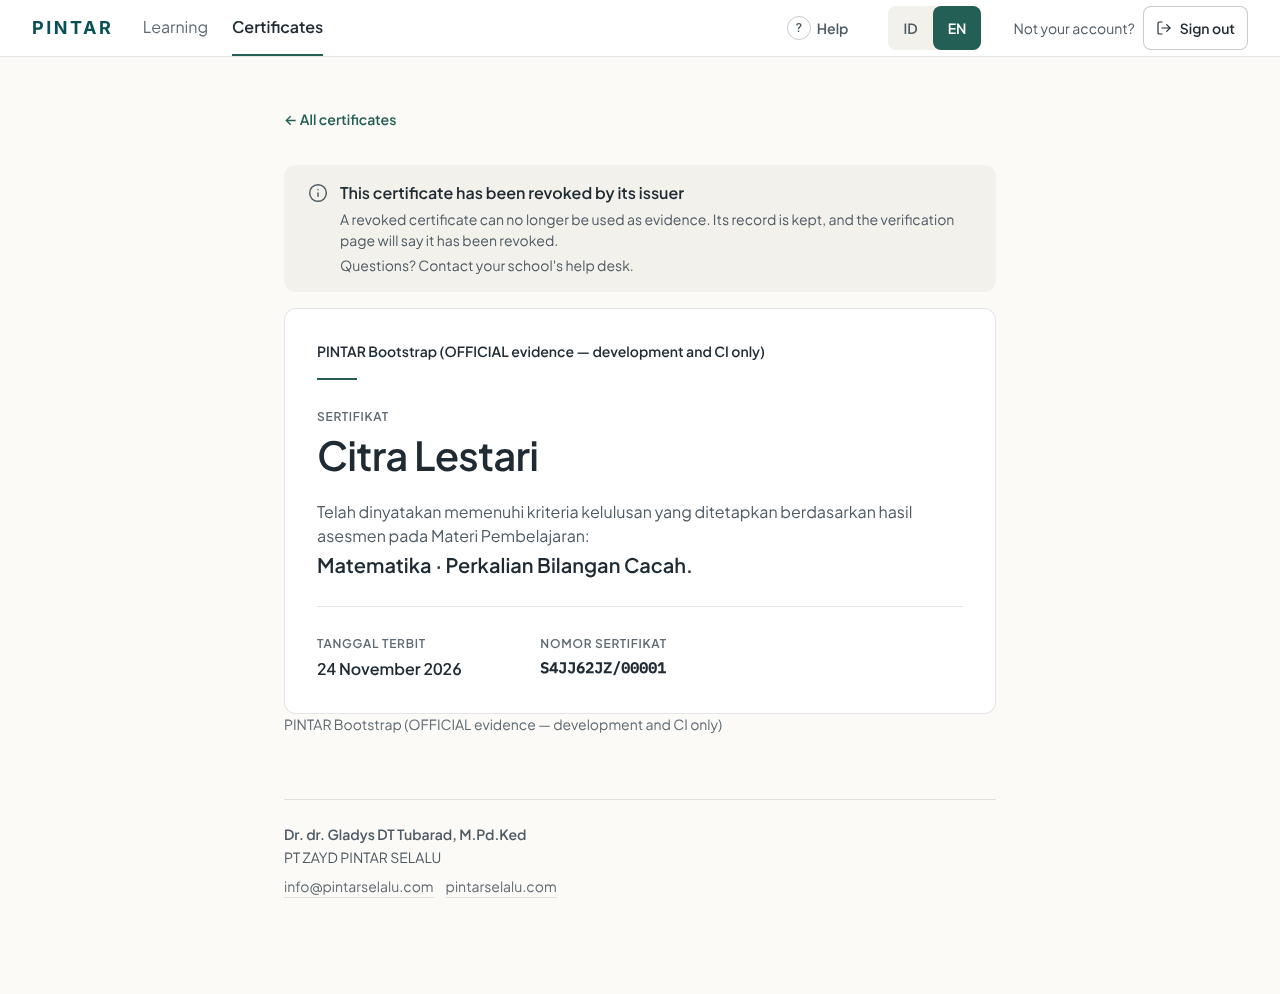 PINTAR
Learning
Certificates
?
Help
ID
EN
Not your account?
Sign out
← All certificates
This certificate has been revoked by its issuer
A revoked certificate can no longer be used as evidence. Its record is kept, and the verification
page will say it has been revoked.
Questions? Contact your school's help desk.
PINTAR Bootstrap (OFFICIAL evidence — development and CI only)
SERTIFIKAT
Citra Lestari
Telah dinyatakan memenuhi kriteria kelulusan yang ditetapkan berdasarkan hasil
asesmen pada Materi Pembelajaran:
Matematika · Perkalian Bilangan Cacah.
TANGGAL TERBIT
24 November 2026
NOMOR SERTIFIKAT
S4JJ62JZ/00001
PINTAR Bootstrap (OFFICIAL evidence — development and CI only)
Dr. dr. Gladys DT Tubarad, M.Pd.Ked
PT ZAYD PINTAR SELALU
info@pintarselalu.com pintarselalu.com